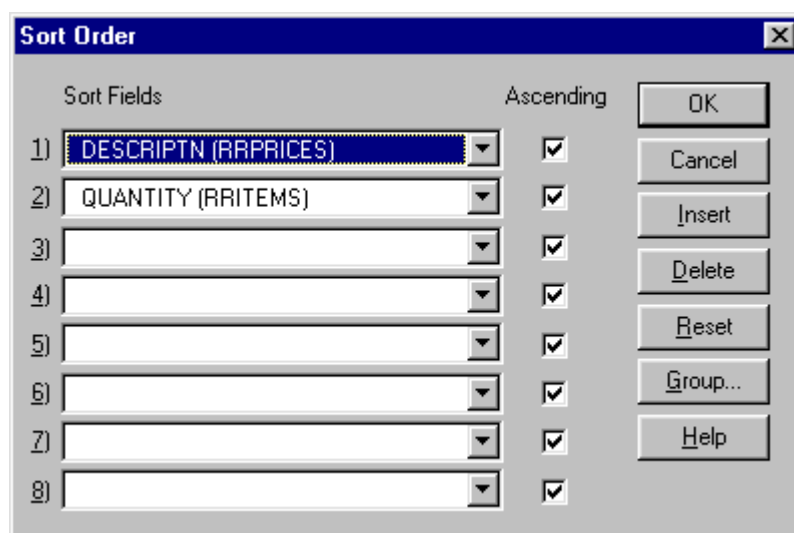 Sort Order
Sort Fields Ascending OK
1) DESCRIPTN (RRPRICES)
Cancel
2) QUANTITY (RRITEMS)
Insert
3)
Delete
4)
5) Reset
6) Group...
7) Help
8)